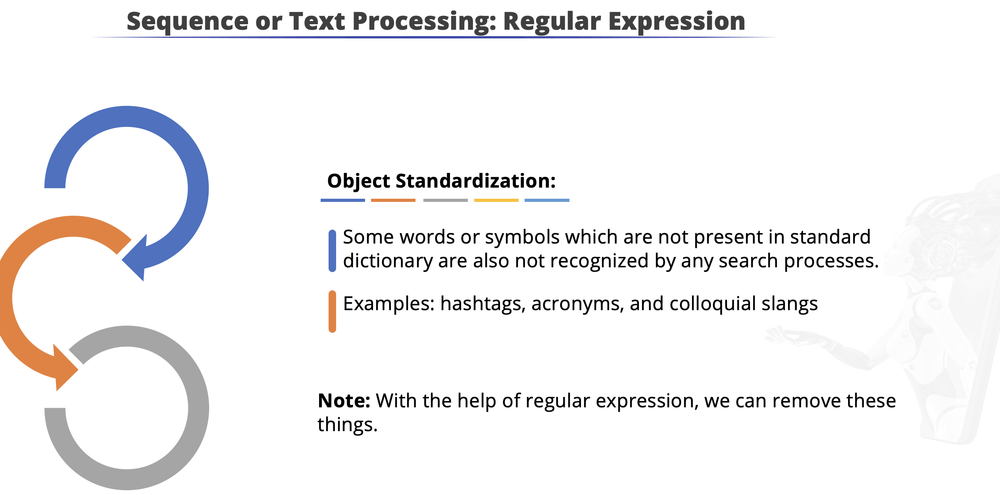 Sequence or Text Processing: Regular Expression
Object Standardization:
Some words or symbols which are not present in standard
dictionary are also not recognized by any search processes.
Examples: hashtags, acronyms, and colloquial slangs
Note: With the help of regular expression, we can remove these
things.